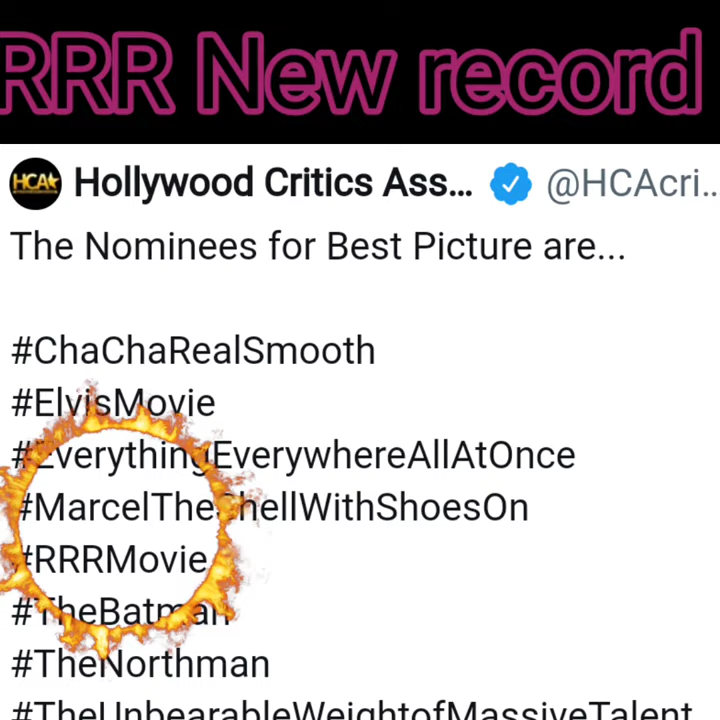 RRR New record
HCA
Hollywood Critics Ass... @HCAcri..
The Nominees for Best Picture are...
#ChaChaRealSmooth
#ElvisMovie
#EverythingEverywhereAllAtOnce
#MarcelTheShellWithShoesOn
#RRRMovie
#TheBatman
#TheNorthman
#TheUnbearableWeightofMassiveTalent